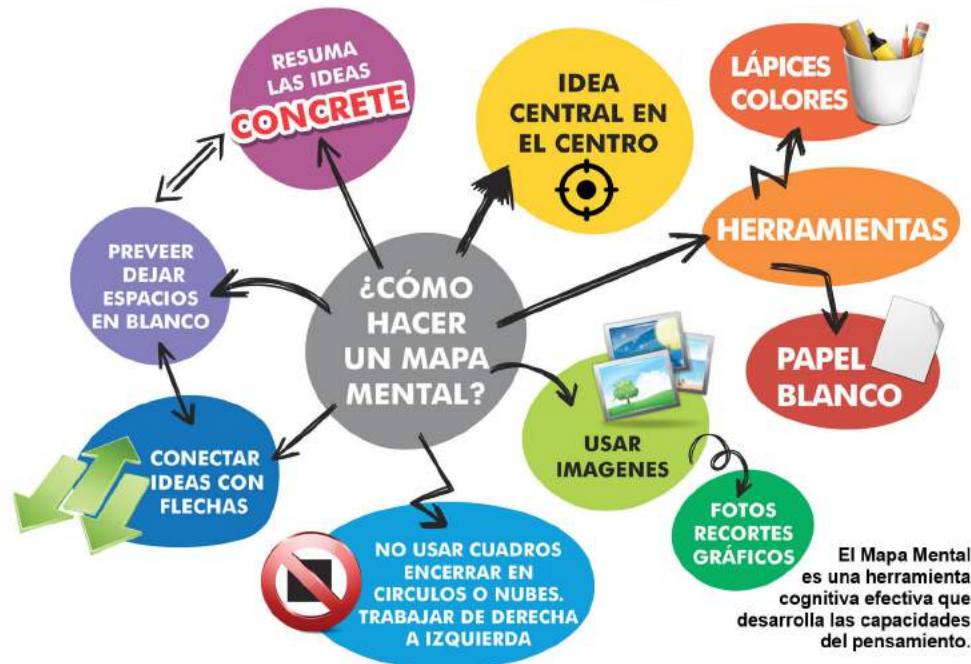 RESUMA
LAS IDEAS
CONCRETE
IDEA
CENTRAL EN
EL CENTRO
LÁPICES
COLORES
HERRAMIENTAS
PREVEER
DEJAR
ESPACIOS
EN BLANCO
¿CÓMO
HACER
UN MAPA
MENTAL?
PAPEL
BLANCO
USAR
IMAGENES
CONECTAR
IDEAS CON
FLECHAS
FOTOS
RECORTES
GRÁFICOS
NO USAR CUADROS
ENCERRAR EN
CIRCULOS O NUBES.
TRABAJAR DE DERECHA
A IZQUIERDA
El Mapa Mental
es una herramienta
cognitiva efectiva que
desarrolla las capacidades
del pensamiento.